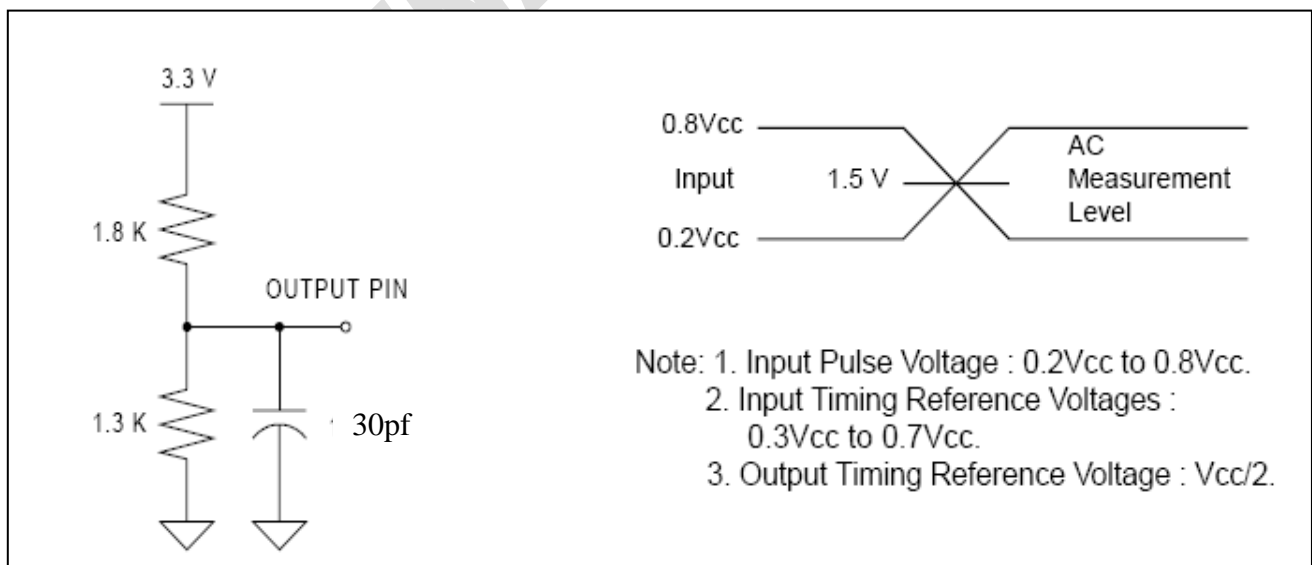 3.3 V
1.8 K
OUTPUT PIN
1.3 K
30pf
0.8Vcc
Input
1.5 V
0.2Vcc
AC
Measurement
Level
Note: 1. Input Pulse Voltage : 0.2Vcc to 0.8Vcc.
2. Input Timing Reference Voltages :
0.3Vcc to 0.7Vcc.
3. Output Timing Reference Voltage : Vcc/2.